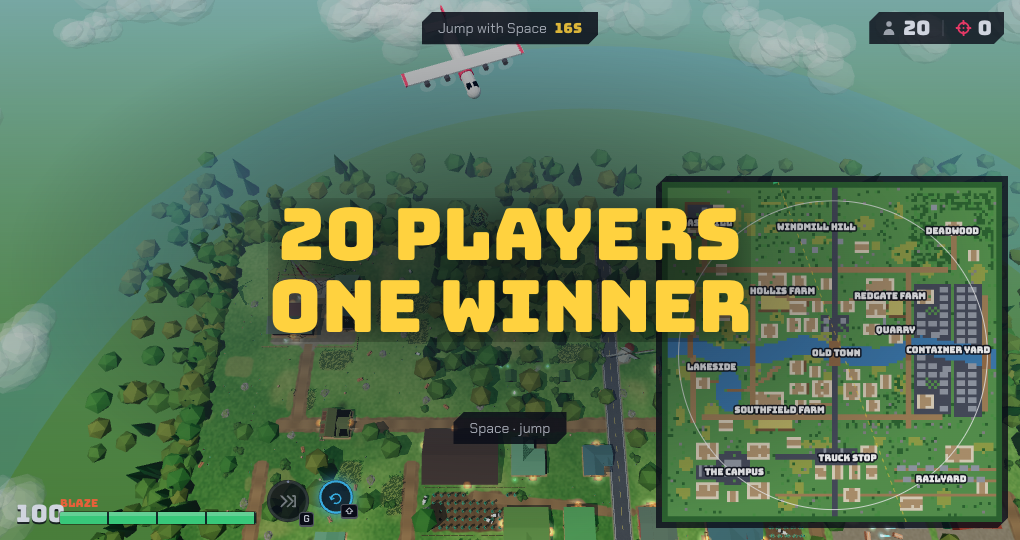 Jump with Space 16S
20 0
20 PLAYERS
ONE WINNER
WINDMILL HILL
DEADWOOD
HOLLIS FARM
REDGATE FARM
QUARRY
OLD TOWN
CONTAINER YARD
LAKESIDE
SOUTHFIELD FARM
TRUCK STOP
THE CAMPUS
RAILYARD
Space · jump
BLAZE
100
G